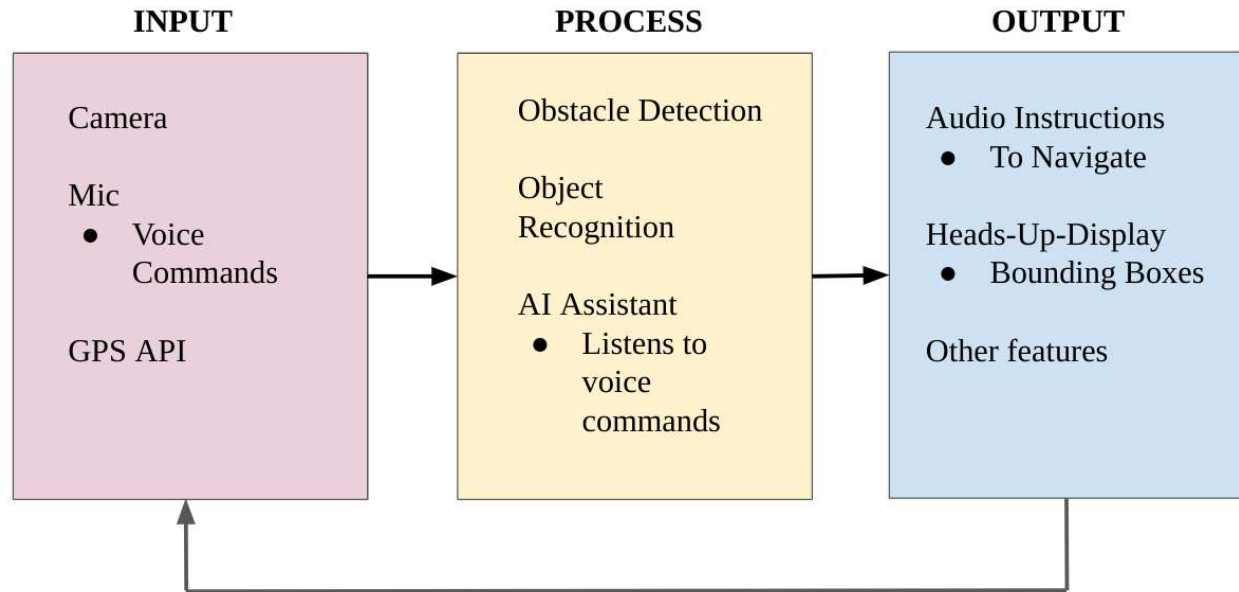 INPUT
Camera
Mic
● Voice
Commands
GPS API
PROCESS
Obstacle Detection
Object
Recognition
AI Assistant
● Listens to
voice
commands
OUTPUT
Audio Instructions
● To Navigate
Heads-Up-Display
● Bounding Boxes
Other features